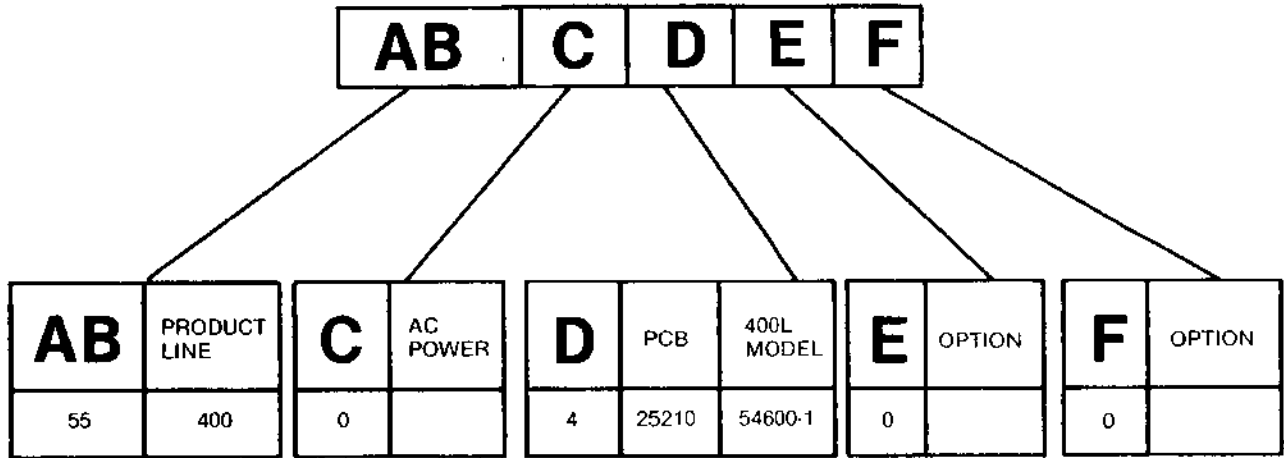 AB C D E F
AB PRODUCT LINE C AC POWER D PCB 400L MODEL E OPTION F OPTION
55 400 0 4 25210 54600-1 0 0